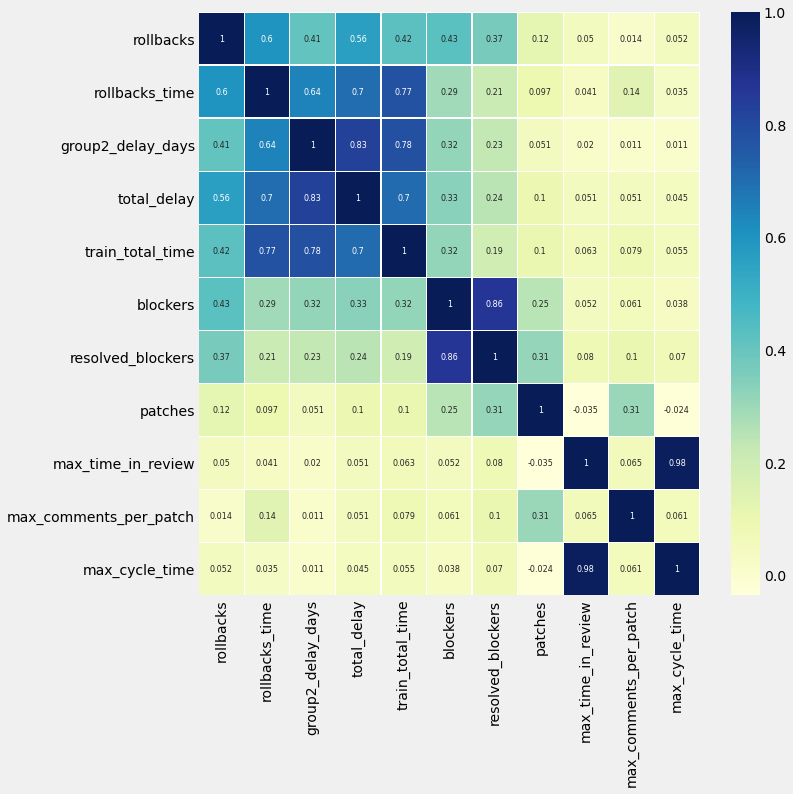 rollbacks 1 0.6 0.41 0.56 0.42 0.43 0.37 0.12 0.05 0.014 0.052
rollbacks_time 0.6 1 0.64 0.7 0.77 0.29 0.21 0.097 0.041 0.14 0.035
group2_delay_days 0.41 0.64 1 0.83 0.78 0.32 0.23 0.051 0.02 0.011 0.011
total_delay 0.56 0.7 0.83 1 0.7 0.33 0.24 0.1 0.051 0.051 0.045
train_total_time 0.42 0.77 0.78 0.7 1 0.32 0.19 0.1 0.063 0.079 0.055
blockers 0.43 0.29 0.32 0.33 0.32 1 0.86 0.25 0.052 0.061 0.038
resolved_blockers 0.37 0.21 0.23 0.24 0.19 0.86 1 0.31 0.08 0.1 0.07
patches 0.12 0.097 0.051 0.1 0.1 0.25 0.31 1 -0.035 0.31 -0.024
max_time_in_review 0.05 0.041 0.02 0.051 0.063 0.052 0.08 -0.035 1 0.065 0.98
max_comments_per_patch 0.014 0.14 0.011 0.051 0.079 0.061 0.1 0.31 0.065 1 0.061
max_cycle_time 0.052 0.035 0.011 0.045 0.055 0.038 0.07 -0.024 0.98 0.061 1
rollbacks
rollbacks_time
group2_delay_days
total_delay
train_total_time
blockers
resolved_blockers
patches
max_time_in_review
max_comments_per_patch
max_cycle_time
1.0
0.8
0.6
0.4
0.2
0.0